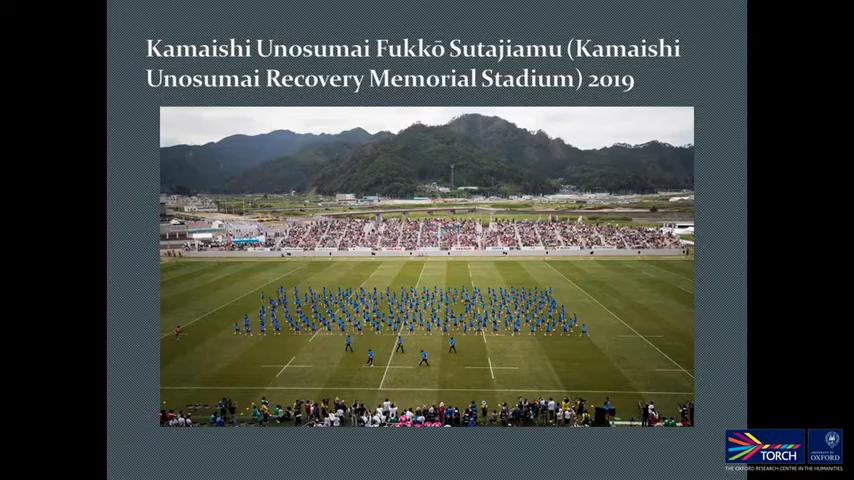 Kamaishi Unosumai Fukkō Sutajiamu (Kamaishi
Unosumai Recovery Memorial Stadium) 2019
TORCH
UNIVERSITY OF
OXFORD
THE OXFORD RESEARCH CENTRE IN THE HUMANITIES